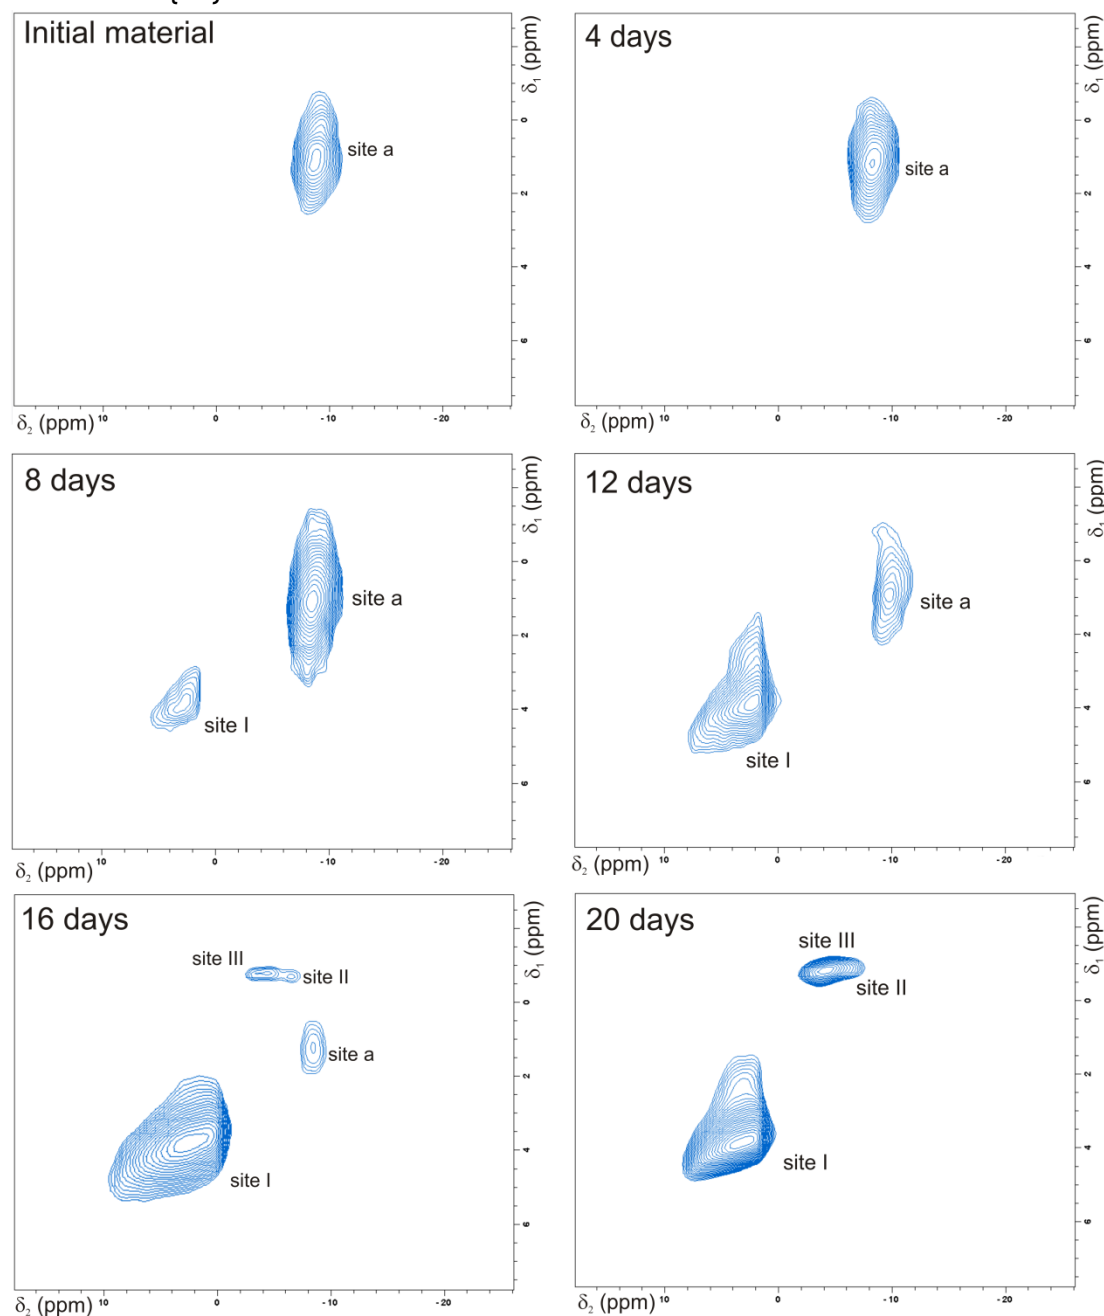 Initial material
δ₁ (ppm)
0
2
4
6
site a
δ₂ (ppm)
10
0
-10
-20
4 days
δ₁ (ppm)
0
2
4
6
site a
δ₂ (ppm)
10
0
-10
-20
8 days
δ₁ (ppm)
0
2
4
6
site a
site I
δ₂ (ppm)
10
0
-10
-20
12 days
δ₁ (ppm)
0
2
4
6
site a
site I
δ₂ (ppm)
10
0
-10
-20
16 days
δ₁ (ppm)
0
2
4
6
site III
site II
site a
site I
δ₂ (ppm)
10
0
-10
-20
20 days
δ₁ (ppm)
0
2
4
6
site III
site II
site I
δ₂ (ppm)
10
0
-10
-20